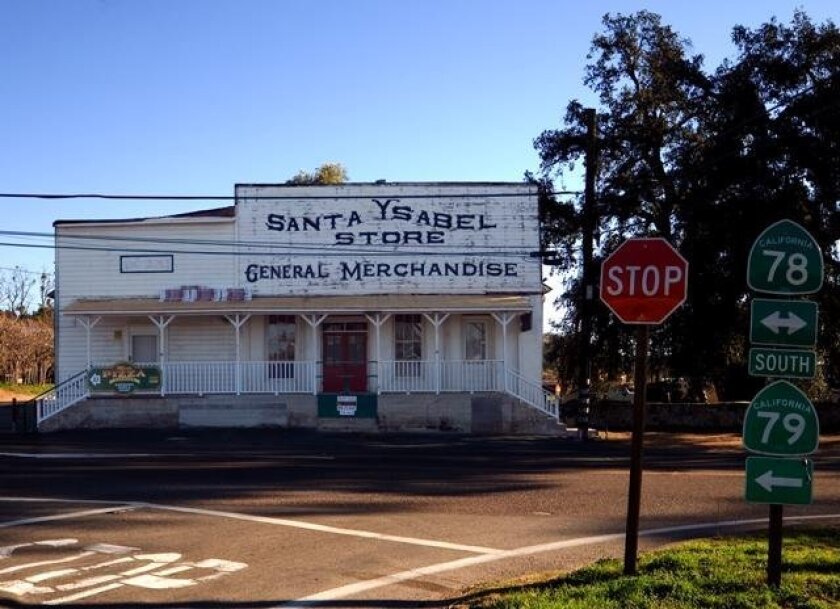 SANTA YSABEL
STORE
GENERAL MERCHANDISE
STOP
CALIFORNIA
78
SOUTH
CALIFORNIA
79